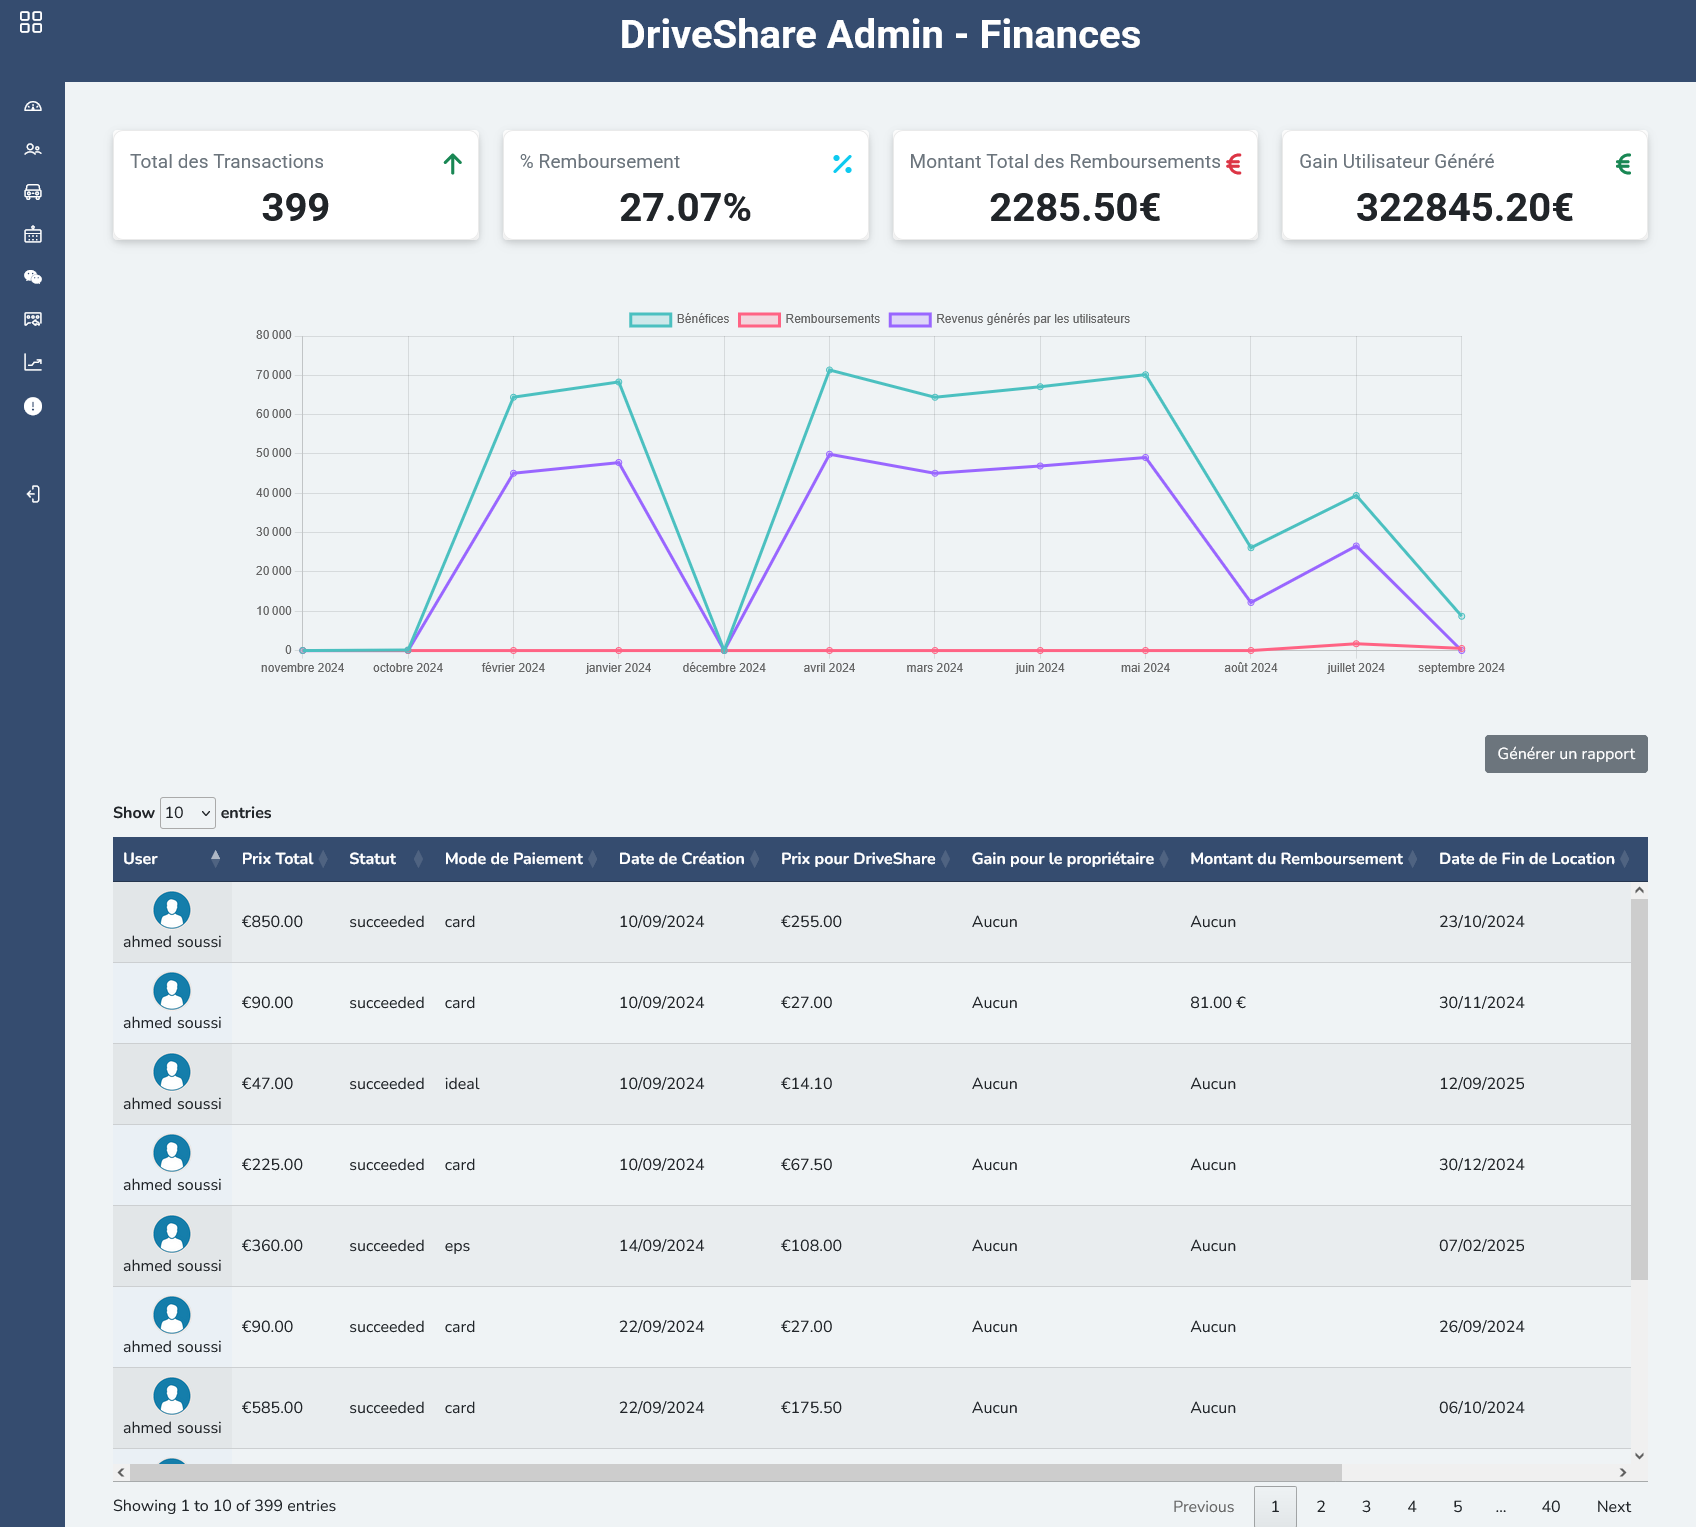 DriveShare Admin - Finances
Total des Transactions
399
% Remboursement
27.07%
Montant Total des Remboursements
2285.50€
Gain Utilisateur Généré
322845.20€
Bénéfices Remboursements Revenus générés par les utilisateurs
80 000
70 000
60 000
50 000
40 000
30 000
20 000
10 000
0
novembre 2024 octobre 2024 février 2024 janvier 2024 décembre 2024 avril 2024 mars 2024 juin 2024 mai 2024 août 2024 juillet 2024 septembre 2024
Générer un rapport
Show 10 entries
User Prix Total Statut Mode de Paiement Date de Création Prix pour DriveShare Gain pour le propriétaire Montant du Remboursement Date de Fin de Location
ahmed soussi €850.00 succeeded card 10/09/2024 €255.00 Aucun Aucun 23/10/2024
ahmed soussi €90.00 succeeded card 10/09/2024 €27.00 Aucun 81.00 € 30/11/2024
ahmed soussi €47.00 succeeded ideal 10/09/2024 €14.10 Aucun Aucun 12/09/2025
ahmed soussi €225.00 succeeded card 10/09/2024 €67.50 Aucun Aucun 30/12/2024
ahmed soussi €360.00 succeeded eps 14/09/2024 €108.00 Aucun Aucun 07/02/2025
ahmed soussi €90.00 succeeded card 22/09/2024 €27.00 Aucun Aucun 26/09/2024
ahmed soussi €585.00 succeeded card 22/09/2024 €175.50 Aucun Aucun 06/10/2024
Showing 1 to 10 of 399 entries
Previous 1 2 3 4 5 … 40 Next